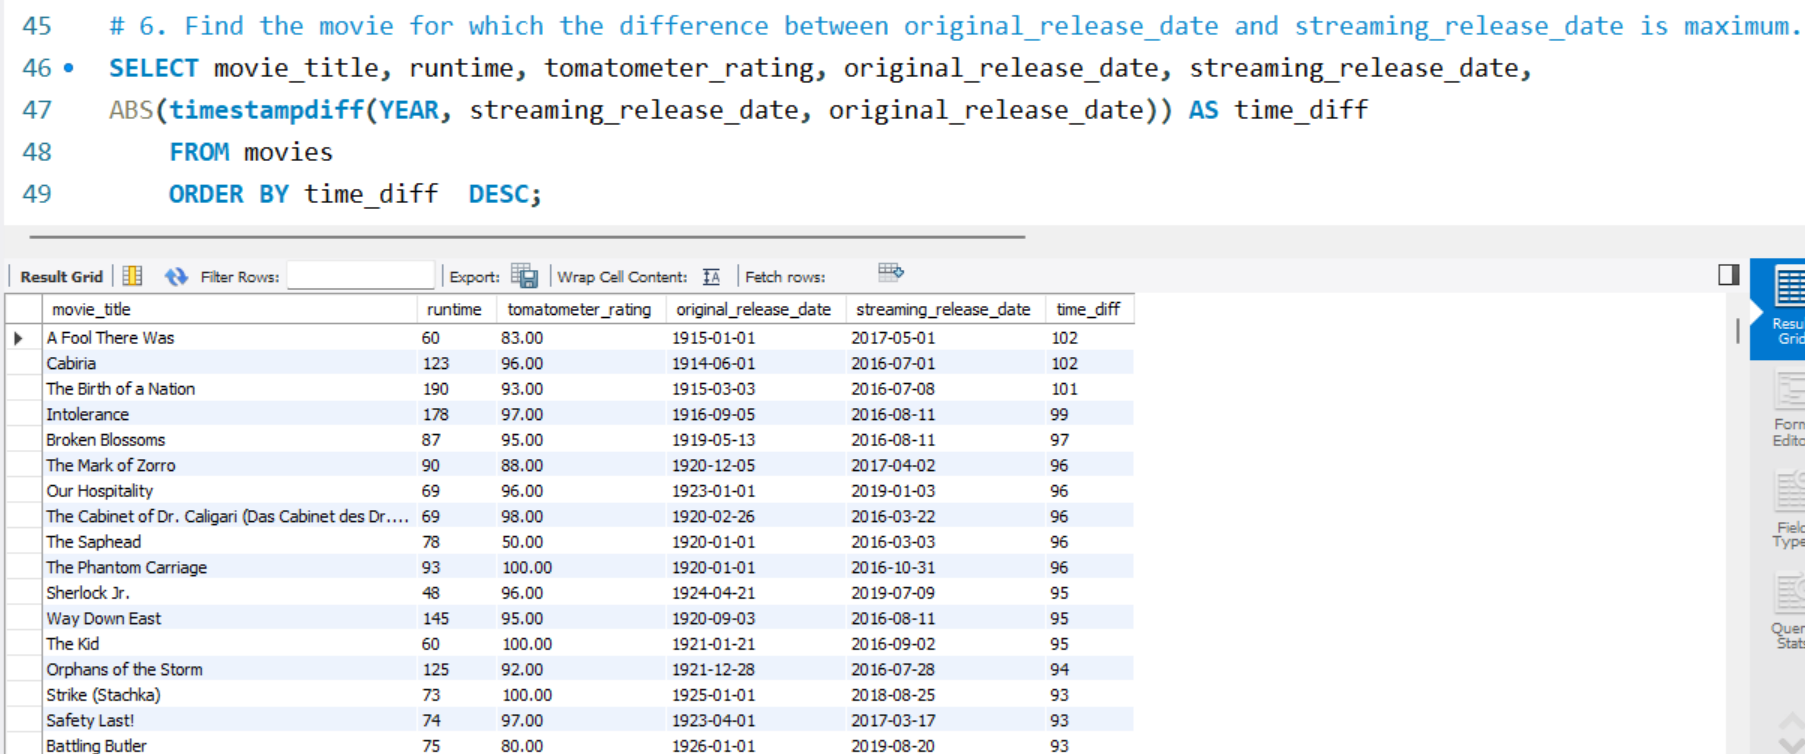 45 # 6. Find the movie for which the difference between original_release_date and streaming_release_date is maximum.
46 SELECT movie_title, runtime, tomatometer_rating, original_release_date, streaming_release_date,
47 ABS(timestampdiff(YEAR, streaming_release_date, original_release_date)) AS time_diff
48 FROM movies
49 ORDER BY time_diff DESC;
Result Grid Filter Rows: Export: Wrap Cell Content: Fetch rows:
movie_title runtime tomatometer_rating original_release_date streaming_release_date time_diff
A Fool There Was 60 83.00 1915-01-01 2017-05-01 102
Cabiria 123 96.00 1914-06-01 2016-07-01 102
The Birth of a Nation 190 93.00 1915-03-03 2016-07-08 101
Intolerance 178 97.00 1916-09-05 2016-08-11 99
Broken Blossoms 87 95.00 1919-05-13 2016-08-11 97
The Mark of Zorro 90 88.00 1920-12-05 2017-04-02 96
Our Hospitality 69 96.00 1923-01-01 2019-01-03 96
The Cabinet of Dr. Caligari (Das Cabinet des Dr.... 69 98.00 1920-02-26 2016-03-22 96
The Saphead 78 50.00 1920-01-01 2016-03-03 96
The Phantom Carriage 93 100.00 1920-01-01 2016-10-31 96
Sherlock Jr. 48 96.00 1924-04-21 2019-07-09 95
Way Down East 145 95.00 1920-09-03 2016-08-11 95
The Kid 60 100.00 1921-01-21 2016-09-02 95
Orphans of the Storm 125 92.00 1921-12-28 2016-07-28 94
Strike (Stachka) 73 100.00 1925-01-01 2018-08-25 93
Safety Last! 74 97.00 1923-04-01 2017-03-17 93
Battling Butler 75 80.00 1926-01-01 2019-08-20 93